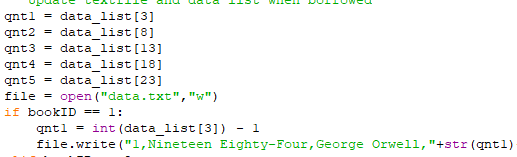 update textfile and data list when borrowed
qnt1 = data_list[3]
qnt2 = data_list[8]
qnt3 = data_list[13]
qnt4 = data_list[18]
qnt5 = data_list[23]
file = open("data.txt","w")
if bookID == 1:
qnt1 = int(data_list[3]) - 1
file.write("1,Nineteen Eighty-Four,George Orwell,"+str(qnt1)